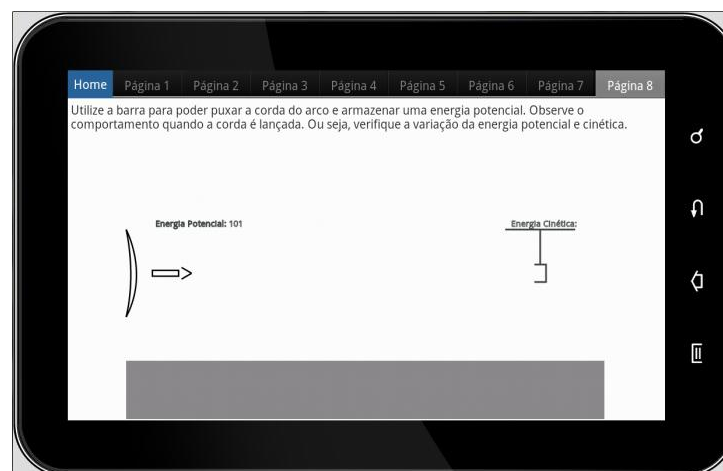 Home Página 1 Página 2 Página 3 Página 4 Página 5 Página 6 Página 7 Página 8
Utilize a barra para poder puxar a corda do arco e armazenar uma energia potencial. Observe o
comportamento quando a corda é lançada. Ou seja, verifique a variação da energia potencial e cinética.
Energia Potencial: 101
Energia Cinética: